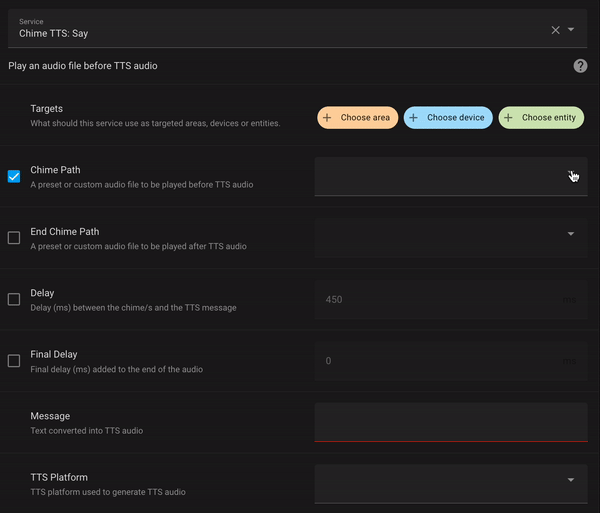 Service
Chime TTS: Say
Play an audio file before TTS audio
Targets
What should this service use as targeted areas, devices or entities.
Choose area
Choose device
Choose entity
Chime Path
A preset or custom audio file to be played before TTS audio
End Chime Path
A preset or custom audio file to be played after TTS audio
Delay
Delay (ms) between the chime/s and the TTS message
450
ms
Final Delay
Final delay (ms) added to the end of the audio
0
ms
Message
Text converted into TTS audio
TTS Platform
TTS platform used to generate TTS audio